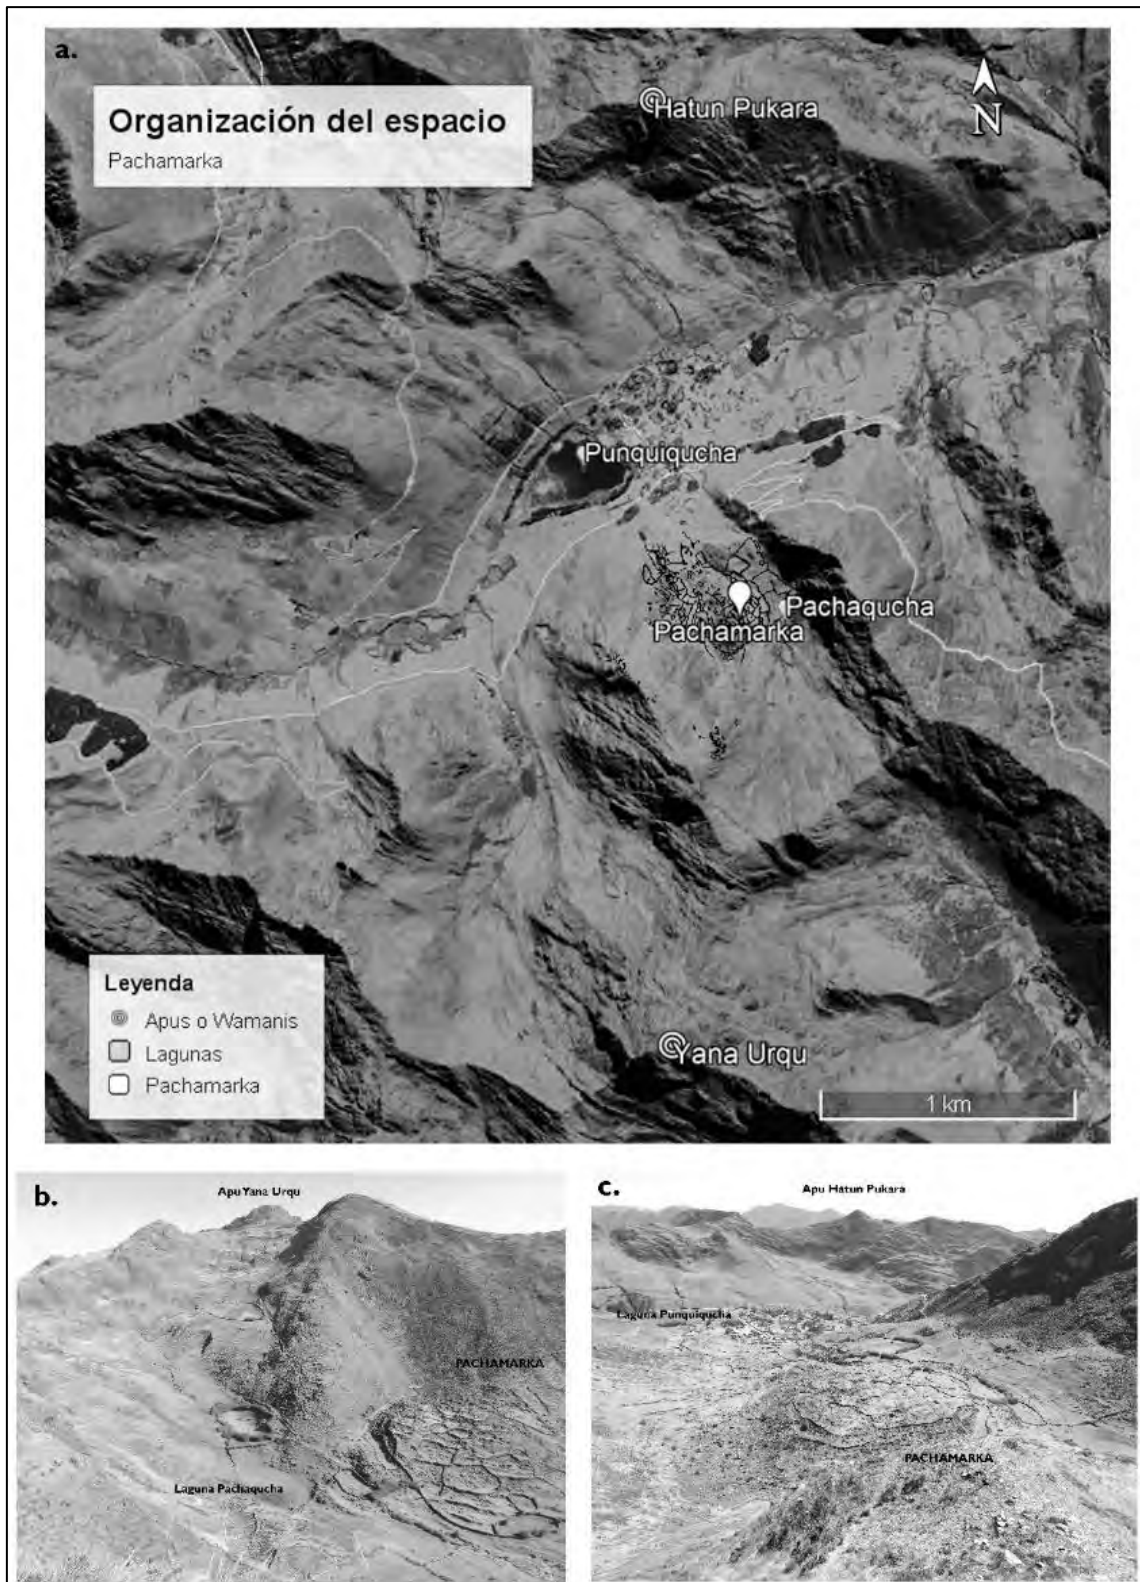 a.
Organización del espacio
Pachamarka
Hatun Pukara
N
Punquiqucha
Pachaqucha
Pachamarka
Leyenda
Apus o Wamanis
Lagunas
Pachamarka
Yana Urqu
1 km
b.
Apu Yana Urqu
PACHAMARKA
Laguna Pachaqucha
c.
Apu Hatun Pukara
Laguna Punquiqucha
PACHAMARKA